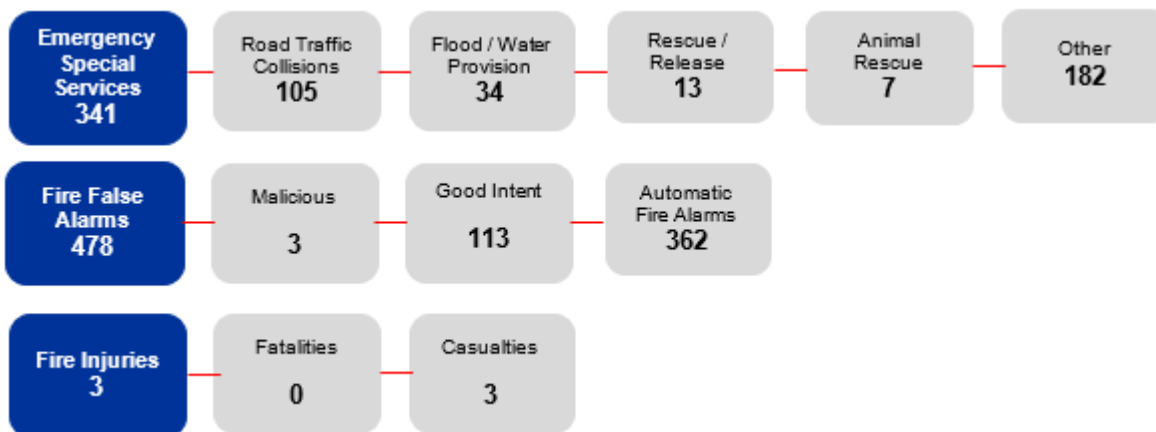 Emergency
Special
Services
341
Road Traffic
Collisions
105
Flood / Water
Provision
34
Rescue /
Release
13
Animal
Rescue
7
Other
182
Fire False
Alarms
478
Malicious
3
Good Intent
113
Automatic
Fire Alarms
362
Fire Injuries
3
Fatalities
0
Casualties
3